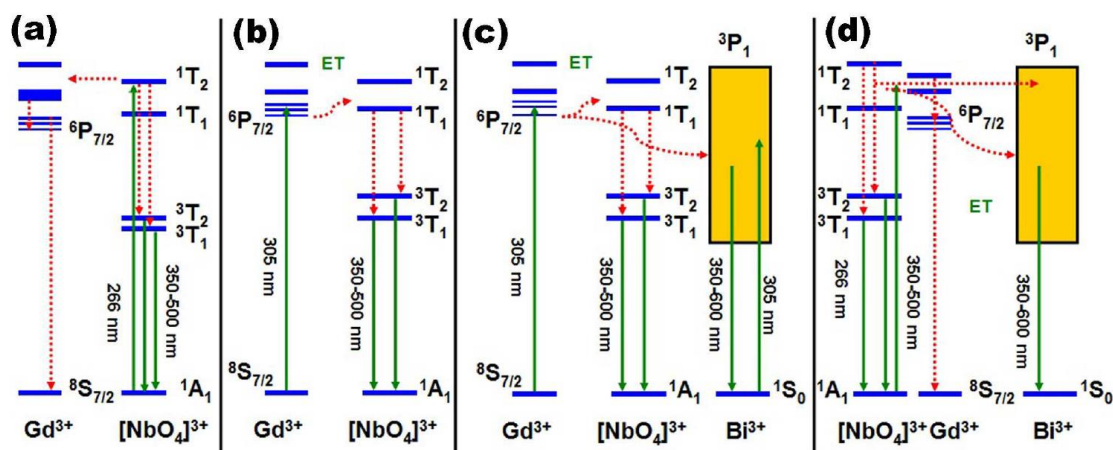 (a)
¹T₂
¹T₁
⁶P₇/₂
³T₂
³T₁
266 nm
350-500 nm
⁸S₇/₂
¹A₁
Gd³⁺
[NbO₄]³⁺
(b)
ET
¹T₂
¹T₁
⁶P₇/₂
³T₂
³T₁
305 nm
350-500 nm
⁸S₇/₂
¹A₁
Gd³⁺
[NbO₄]³⁺
(c)
³P₁
ET
¹T₂
¹T₁
⁶P₇/₂
³T₂
³T₁
305 nm
350-500 nm
350-600 nm
305 nm
⁸S₇/₂
¹A₁
¹S₀
Gd³⁺
[NbO₄]³⁺
Bi³⁺
(d)
³P₁
¹T₂
¹T₁
⁶P₇/₂
³T₂
³T₁
ET
266 nm
350-500 nm
350-600 nm
¹A₁
⁸S₇/₂
¹S₀
[NbO₄]³⁺
Gd³⁺
Bi³⁺